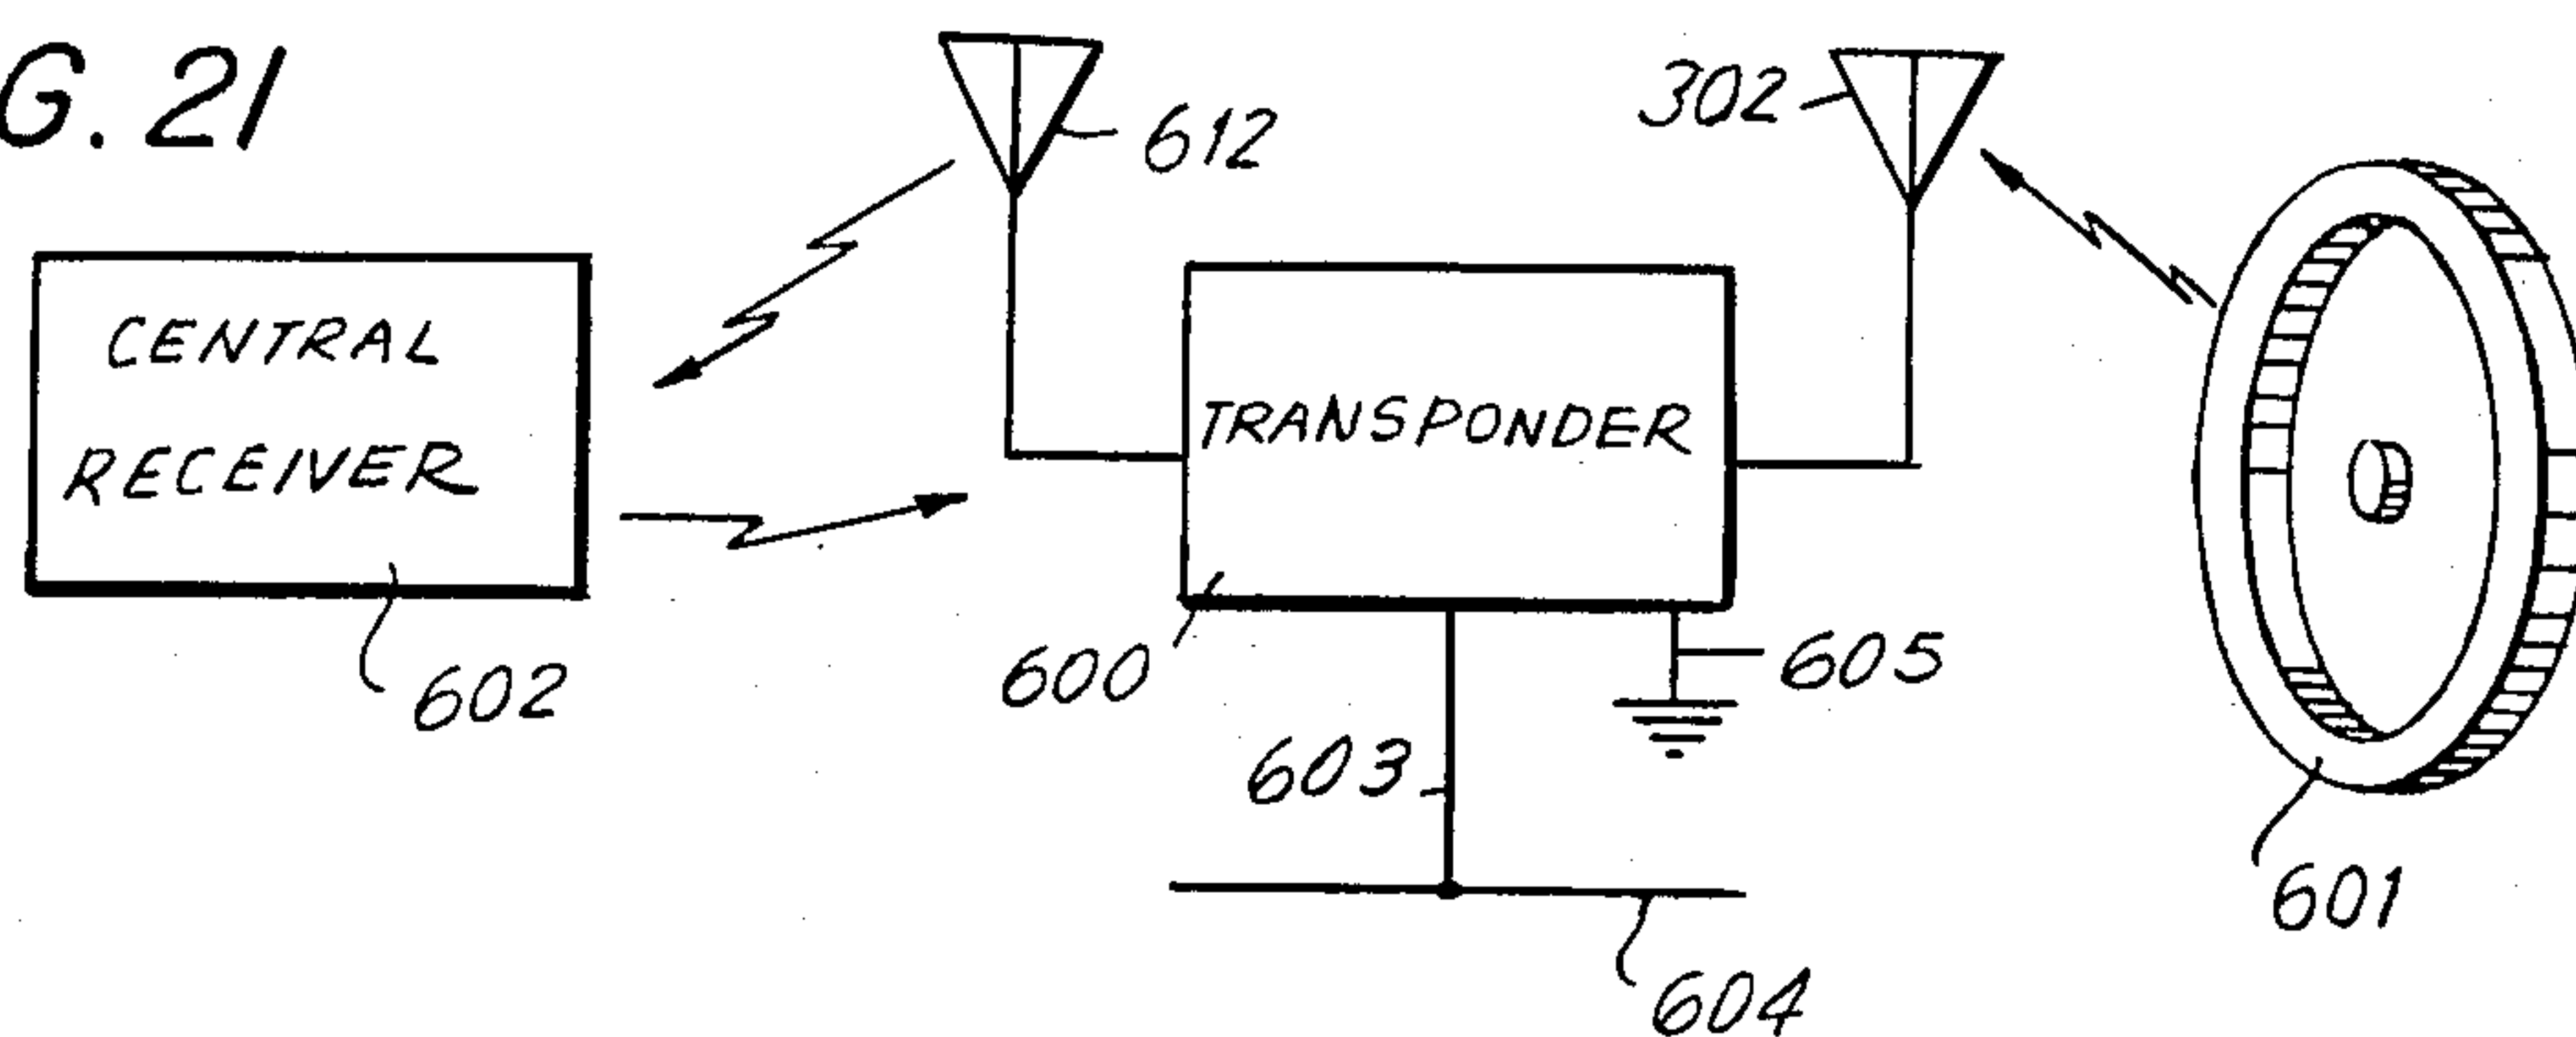 G. 21
612
302
CENTRAL
RECEIVER
TRANSPONDER
602
600
605
603
601
604